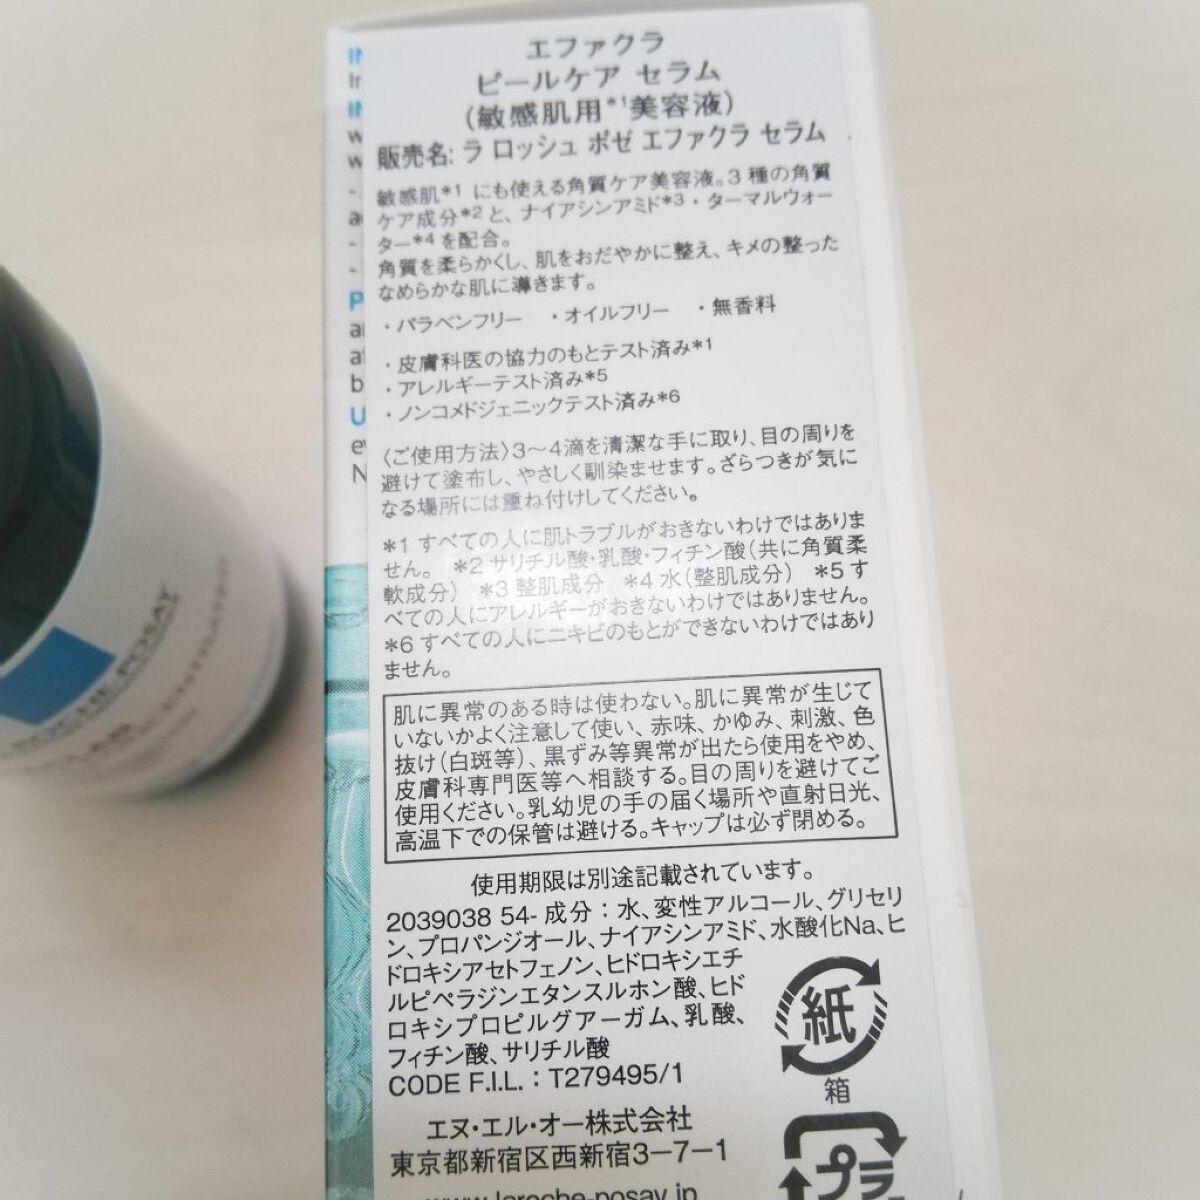 エファクラ
ピールケア セラム
(敏感肌用*1美容液)
販売名: ラ ロッシュ ポゼ エファクラ セラム
敏感肌*1 にも使える角質ケア美容液。3 種の角質
ケア成分*2 と、ナイアシンアミド*3・ターマルウォー
ター*4 を配合。
角質を柔らかくし、肌をおだやかに整え、キメの整った
なめらかな肌に導きます。
・パラベンフリー ・オイルフリー ・無香料
・皮膚科医の協力のもとテスト済み*1
・アレルギーテスト済み*5
・ノンコメドジェニックテスト済み*6
〈ご使用方法〉3～4滴を清潔な手に取り、目の周りを
避けて塗布し、やさしく馴染ませます。ざらつきが気に
なる場所には重ね付けしてください。
*1 すべての人に肌トラブルがおきないわけではありま
せん。 *2 サリチル酸・乳酸・フィチン酸(共に角質柔
軟成分) *3 整肌成分 *4 水(整肌成分) *5 す
べての人にアレルギーがおきないわけではありません。
*6 すべての人にニキビのもとができないわけではあり
ません。
肌に異常のある時は使わない。肌に異常が生じて
いないかよく注意して使い、赤味、かゆみ、刺激、色
抜け(白斑等)、黒ずみ等異常が出たら使用をやめ、
皮膚科専門医等へ相談する。目の周りを避けてご
使用ください。乳幼児の手の届く場所や直射日光、
高温下での保管は避ける。キャップは必ず閉める。
使用期限は別途記載されています。
2039038 54- 成分：水、変性アルコール、グリセリ
ン、プロパンジオール、ナイアシンアミド、水酸化Na、ヒ
ドロキシアセトフェノン、ヒドロキシエチ
ルピペラジンエタンスルホン酸、ヒド
ロキシプロピルグアーガム、乳酸、
フィチン酸、サリチル酸
CODE F.I.L. : T279495/1
紙
箱
エヌ・エル・オー株式会社
東京都新宿区西新宿3-7-1
www.laroche-posay.jp
プラ